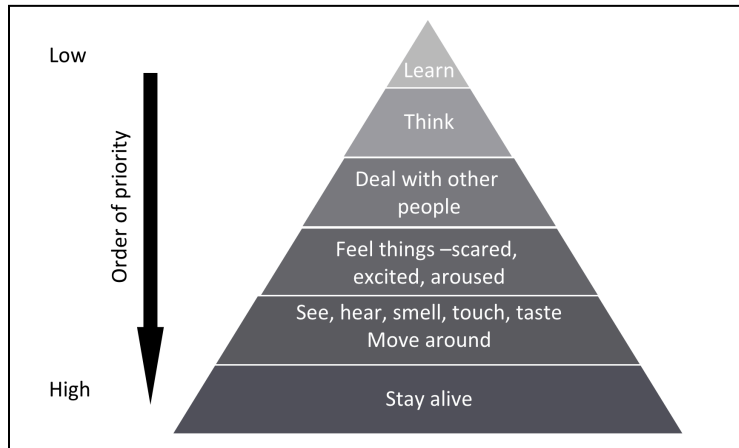 Low
Learn
Think
Order of priority
Deal with other
people
Feel things –scared,
excited, aroused
See, hear, smell, touch, taste
Move around
High
Stay alive